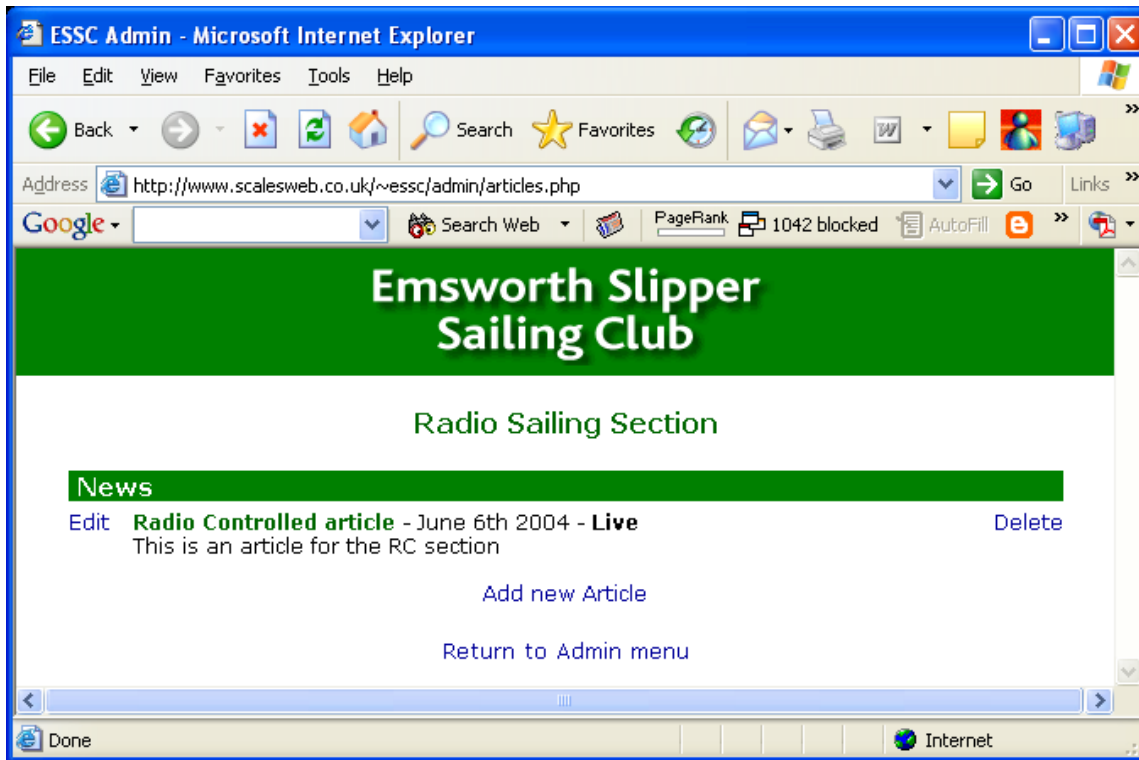 ESSC Admin - Microsoft Internet Explorer
File Edit View Favorites Tools Help
Back Search Favorites »
Address http://www.scalesweb.co.uk/~essc/admin/articles.php Go Links »
Google Search Web PageRank 1042 blocked AutoFill »
Emsworth Slipper
Sailing Club
Radio Sailing Section
News
Edit Radio Controlled article - June 6th 2004 - Live Delete
This is an article for the RC section
Add new Article
Return to Admin menu
Done Internet